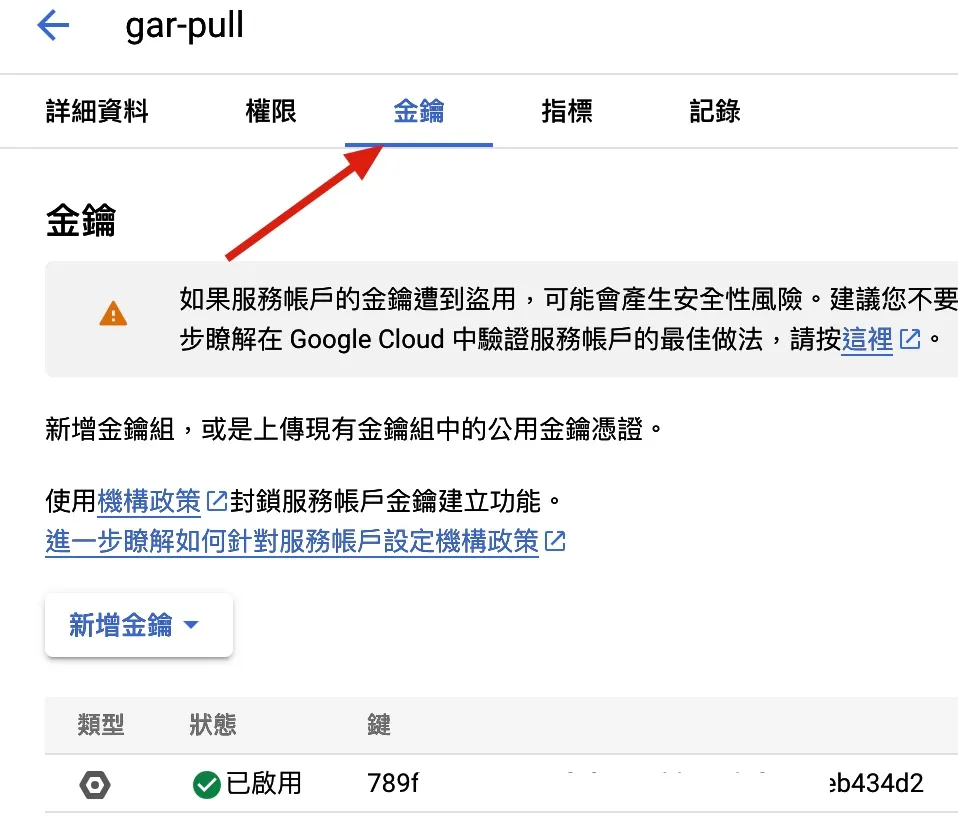 gar-pull
詳細資料 權限 金鑰 指標 記錄
金鑰
如果服務帳戶的金鑰遭到盜用，可能會產生安全性風險。建議您不要
步瞭解在 Google Cloud 中驗證服務帳戶的最佳做法，請按這裡。
新增金鑰組，或是上傳現有金鑰組中的公用金鑰憑證。
使用機構政策封鎖服務帳戶金鑰建立功能。
進一步瞭解如何針對服務帳戶設定機構政策
新增金鑰
類型 狀態 鍵
已啟用 789f eb434d2